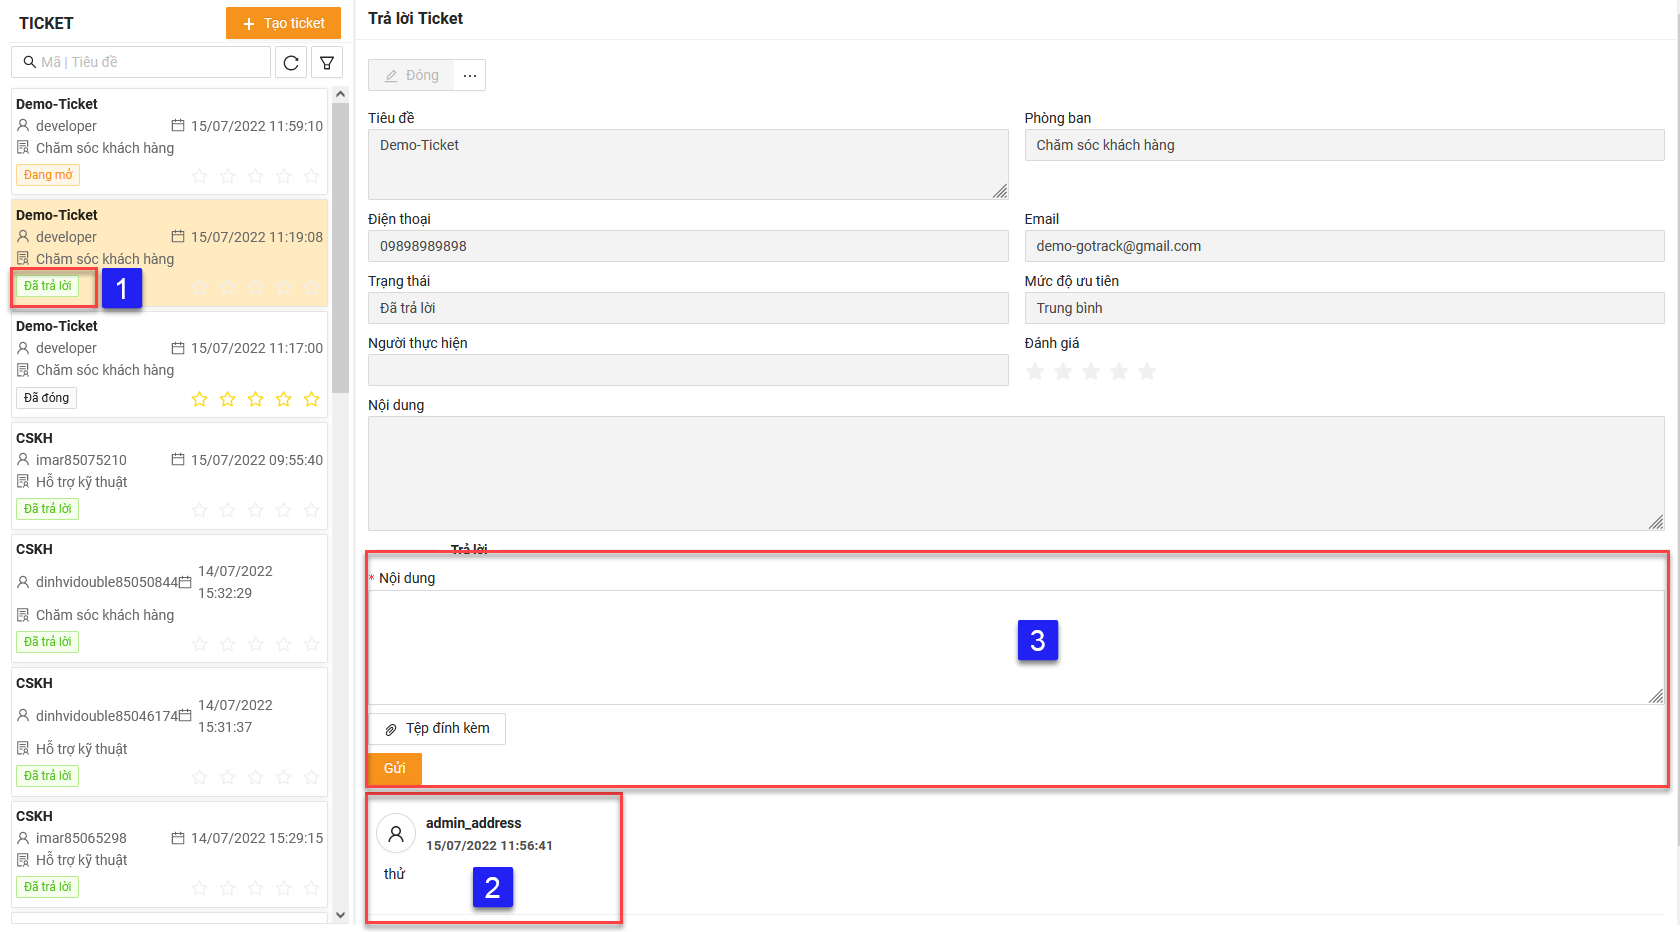 TICKET
Tạo ticket
Mã | Tiêu đề
Demo-Ticket
developer 15/07/2022 11:59:10
Chăm sóc khách hàng
Đang mở
Demo-Ticket
developer 15/07/2022 11:19:08
Chăm sóc khách hàng
Đã trả lời
1
Demo-Ticket
developer 15/07/2022 11:17:00
Chăm sóc khách hàng
Đã đóng
CSKH
imar85075210 15/07/2022 09:55:40
Hỗ trợ kỹ thuật
Đã trả lời
CSKH
dinhvidouble85050844 14/07/2022
15:32:29
Chăm sóc khách hàng
Đã trả lời
CSKH
dinhvidouble85046174 14/07/2022
15:31:37
Hỗ trợ kỹ thuật
Đã trả lời
CSKH
imar85065298 14/07/2022 15:29:15
Hỗ trợ kỹ thuật
Đã trả lời
Trả lời Ticket
Đóng ...
Tiêu đề
Demo-Ticket
Phòng ban
Chăm sóc khách hàng
Điện thoại
09898989898
Email
demo-gotrack@gmail.com
Trạng thái
Đã trả lời
Mức độ ưu tiên
Trung bình
Người thực hiện
Đánh giá
Nội dung
Trả lời
* Nội dung
3
Tệp đính kèm
Gửi
admin_address
15/07/2022 11:56:41
thử
2